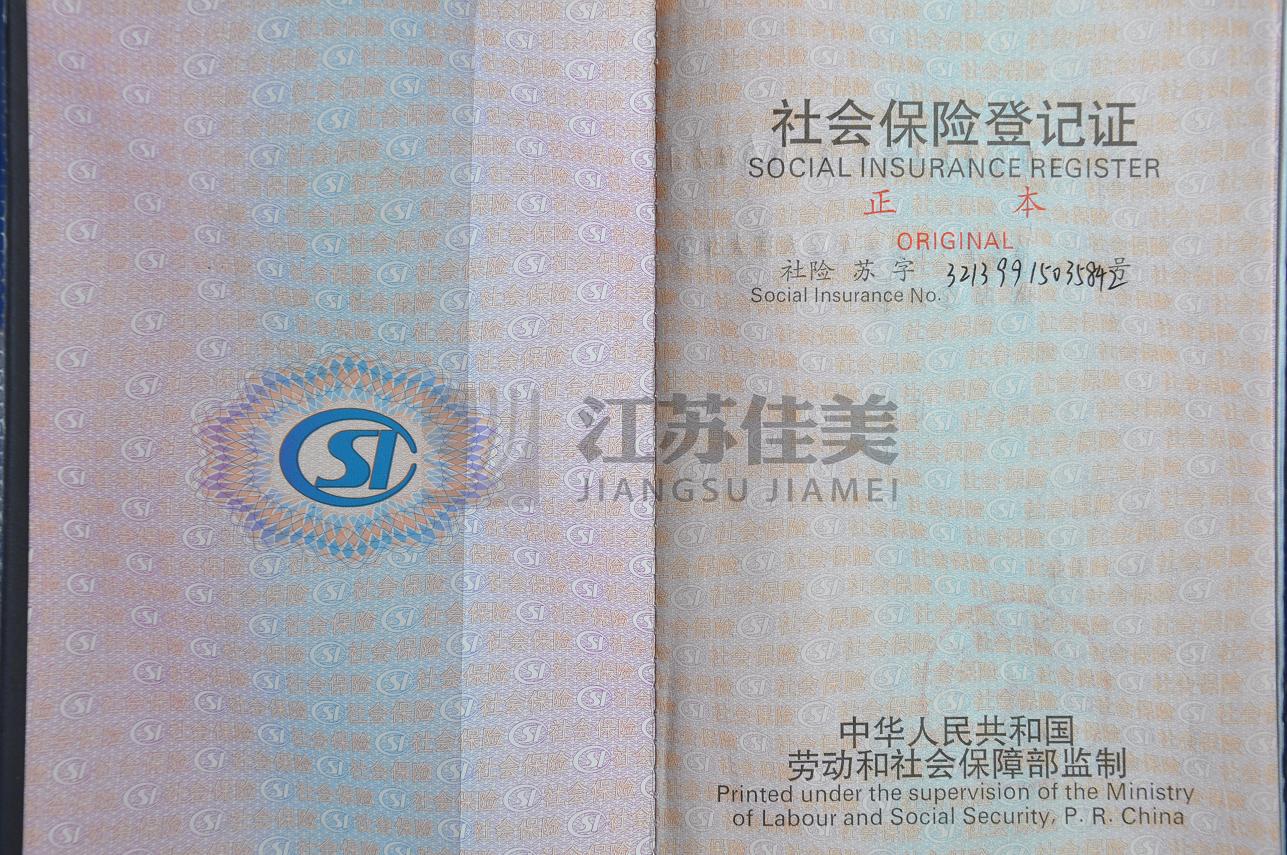 社会保险登记证
SOCIAL INSURANCE REGISTER
正 本
ORIGINAL
社险 苏 字 3213991503584号
Social Insurance No.
CSI
江苏佳美
JIANGSU JIAMEI
中华人民共和国
劳动和社会保障部监制
Printed under the supervision of the Ministry
of Labour and Social Security, P. R. China